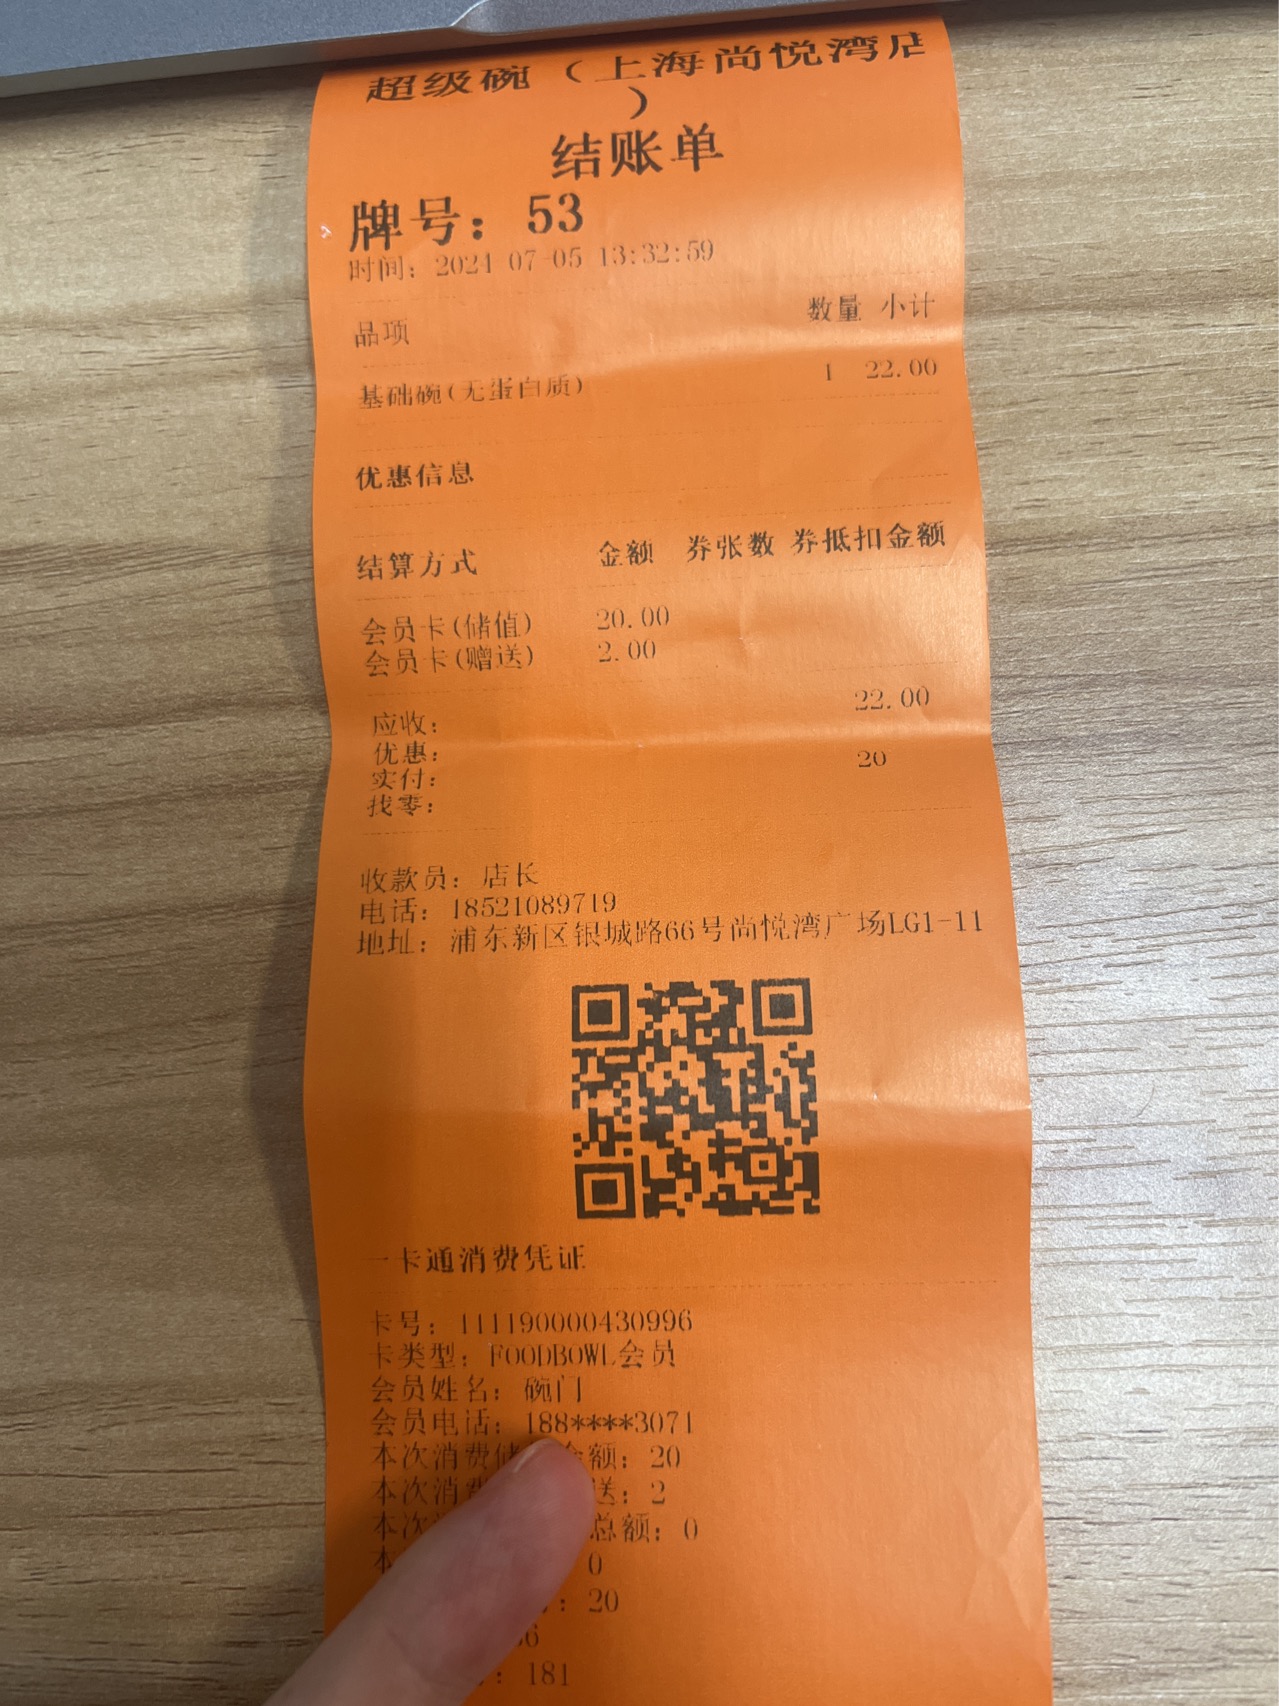 超级碗（上海尚悦湾店
）
结账单
牌号：53
时间：2024-07-05 13:32:59
品项 数量 小计
基础碗(无蛋白质) 1 22.00
优惠信息
结算方式 金额 券张数 券抵扣金额
会员卡(储值) 20.00
会员卡(赠送) 2.00
应收： 22.00
优惠：
实付： 20
找零：
收款员：店长
电话：18521089719
地址：浦东新区银城路66号尚悦湾广场LG1-11
一卡通消费凭证
卡号：1111900000430996
卡类型：FOODBOWL会员
会员姓名：碗门
会员电话：188****3071
本次消费储 金额：20
本次消费 送：2
本次 总额：0
本 0
：20
6
：181